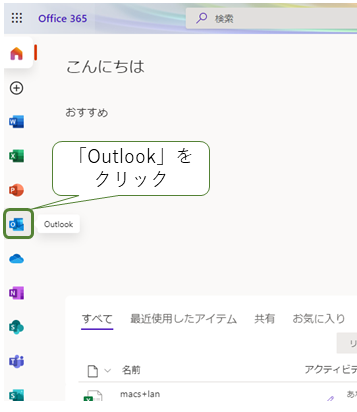 Office 365
検索
こんにちは
おすすめ
「Outlook」を
クリック
Outlook
すべて 最近使用したアイテム 共有 お気に入り
名前 アクティビテ
macs+lan